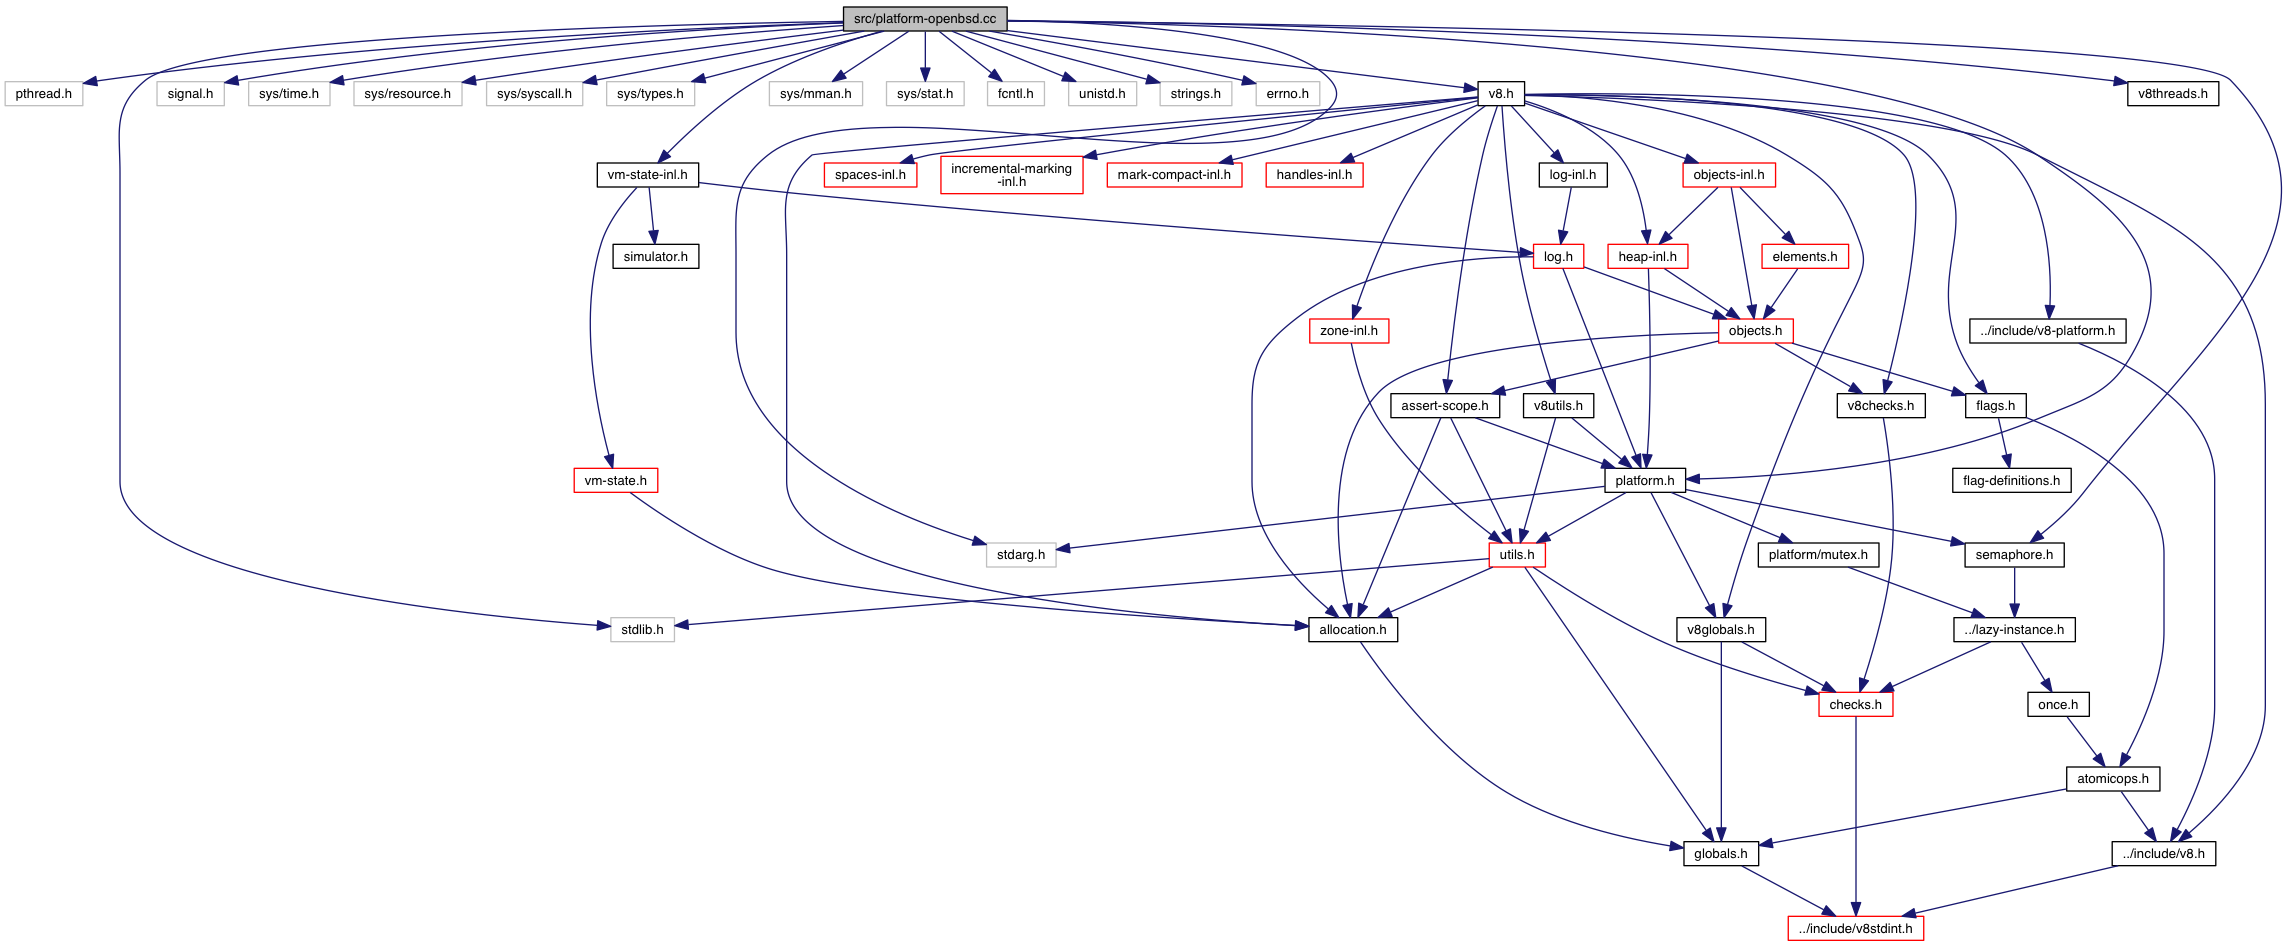 src/platform-openbsd.cc
pthread.h
signal.h
sys/time.h
sys/resource.h
sys/syscall.h
sys/types.h
sys/mman.h
sys/stat.h
fcntl.h
unistd.h
strings.h
errno.h
v8.h
v8threads.h
vm-state-inl.h
spaces-inl.h
incremental-marking
-inl.h
mark-compact-inl.h
handles-inl.h
log-inl.h
objects-inl.h
simulator.h
log.h
heap-inl.h
elements.h
zone-inl.h
objects.h
../include/v8-platform.h
assert-scope.h
v8utils.h
v8checks.h
flags.h
vm-state.h
platform.h
flag-definitions.h
stdarg.h
utils.h
platform/mutex.h
semaphore.h
stdlib.h
allocation.h
v8globals.h
../lazy-instance.h
checks.h
once.h
atomicops.h
globals.h
../include/v8.h
../include/v8stdint.h